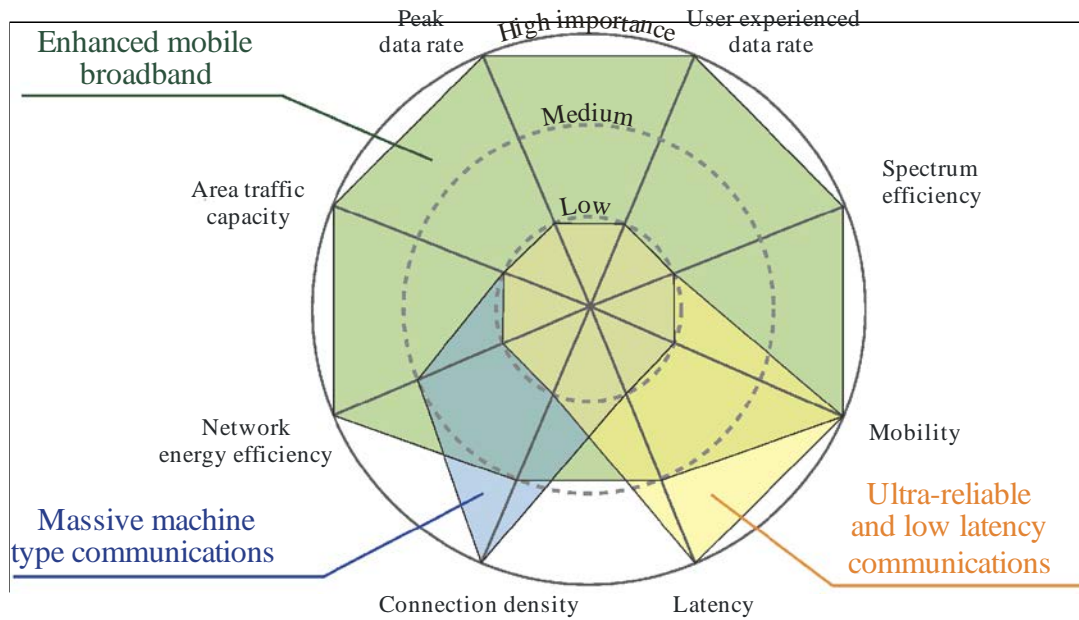 Peak
data rate
High importance
User experienced
data rate
Enhanced mobile
broadband
Medium
Area traffic
capacity
Low
Spectrum
efficiency
Network
energy efficiency
Mobility
Massive machine
type communications
Ultra-reliable
and low latency
communications
Connection density
Latency